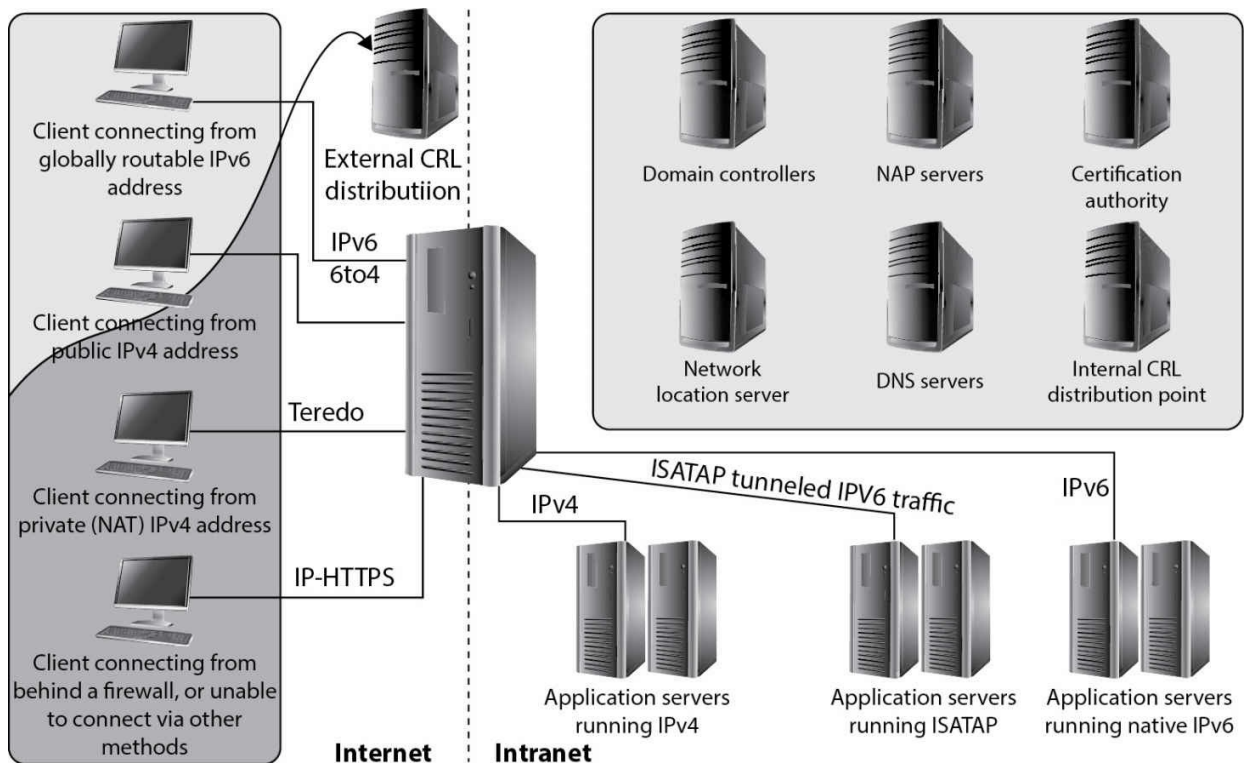 Client connecting from
globally routable IPv6
address
Client connecting from
public IPv4 address
Client connecting from
private (NAT) IPv4 address
Client connecting from
behind a firewall, or unable
to connect via other
methods
External CRL
distributiion
IPv6
6to4
Teredo
IP-HTTPS
Internet
Intranet
Domain controllers
NAP servers
Certification
authority
Network
location server
DNS servers
Internal CRL
distribution point
IPv4
ISATAP tunneled IPV6 traffic
IPv6
Application servers
running IPv4
Application servers
running ISATAP
Application servers
running native IPv6